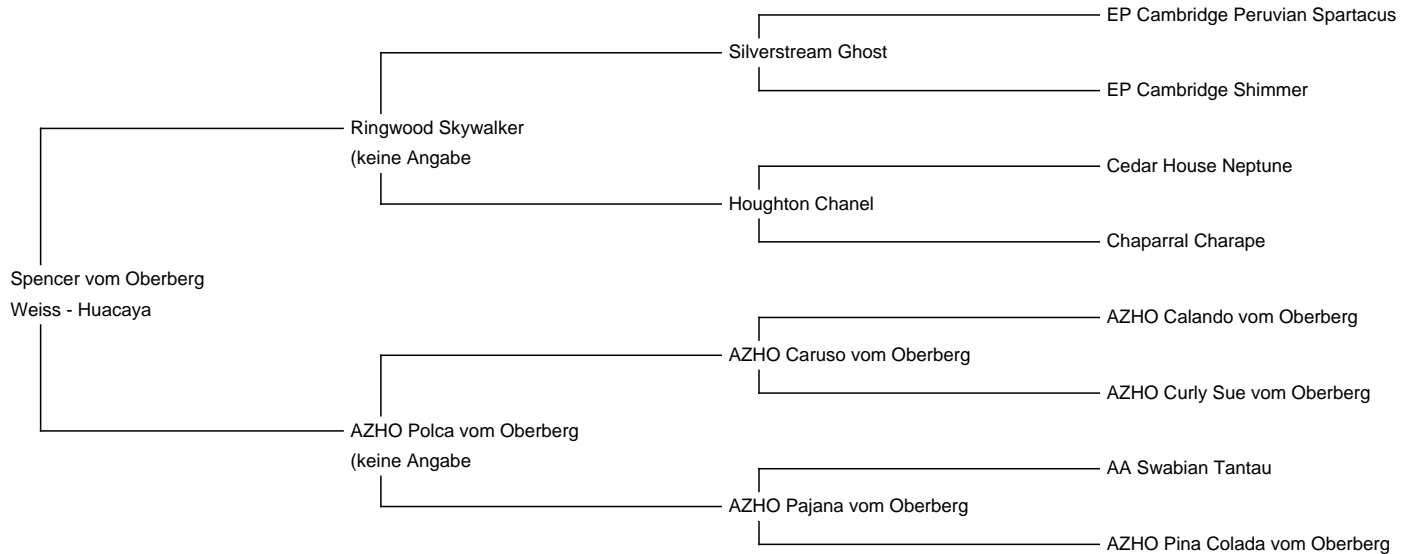 EP Cambridge Peruvian Spartacus
Silverstream Ghost
EP Cambridge Shimmer
Ringwood Skywalker
(keine Angabe
Cedar House Neptune
Houghton Chanel
Chaparral Charape
Spencer vom Oberberg
Weiss - Huacaya
AZHO Calando vom Oberberg
AZHO Caruso vom Oberberg
AZHO Curly Sue vom Oberberg
AZHO Polca vom Oberberg
(keine Angabe
AA Swabian Tantau
AZHO Pajana vom Oberberg
AZHO Pina Colada vom Oberberg